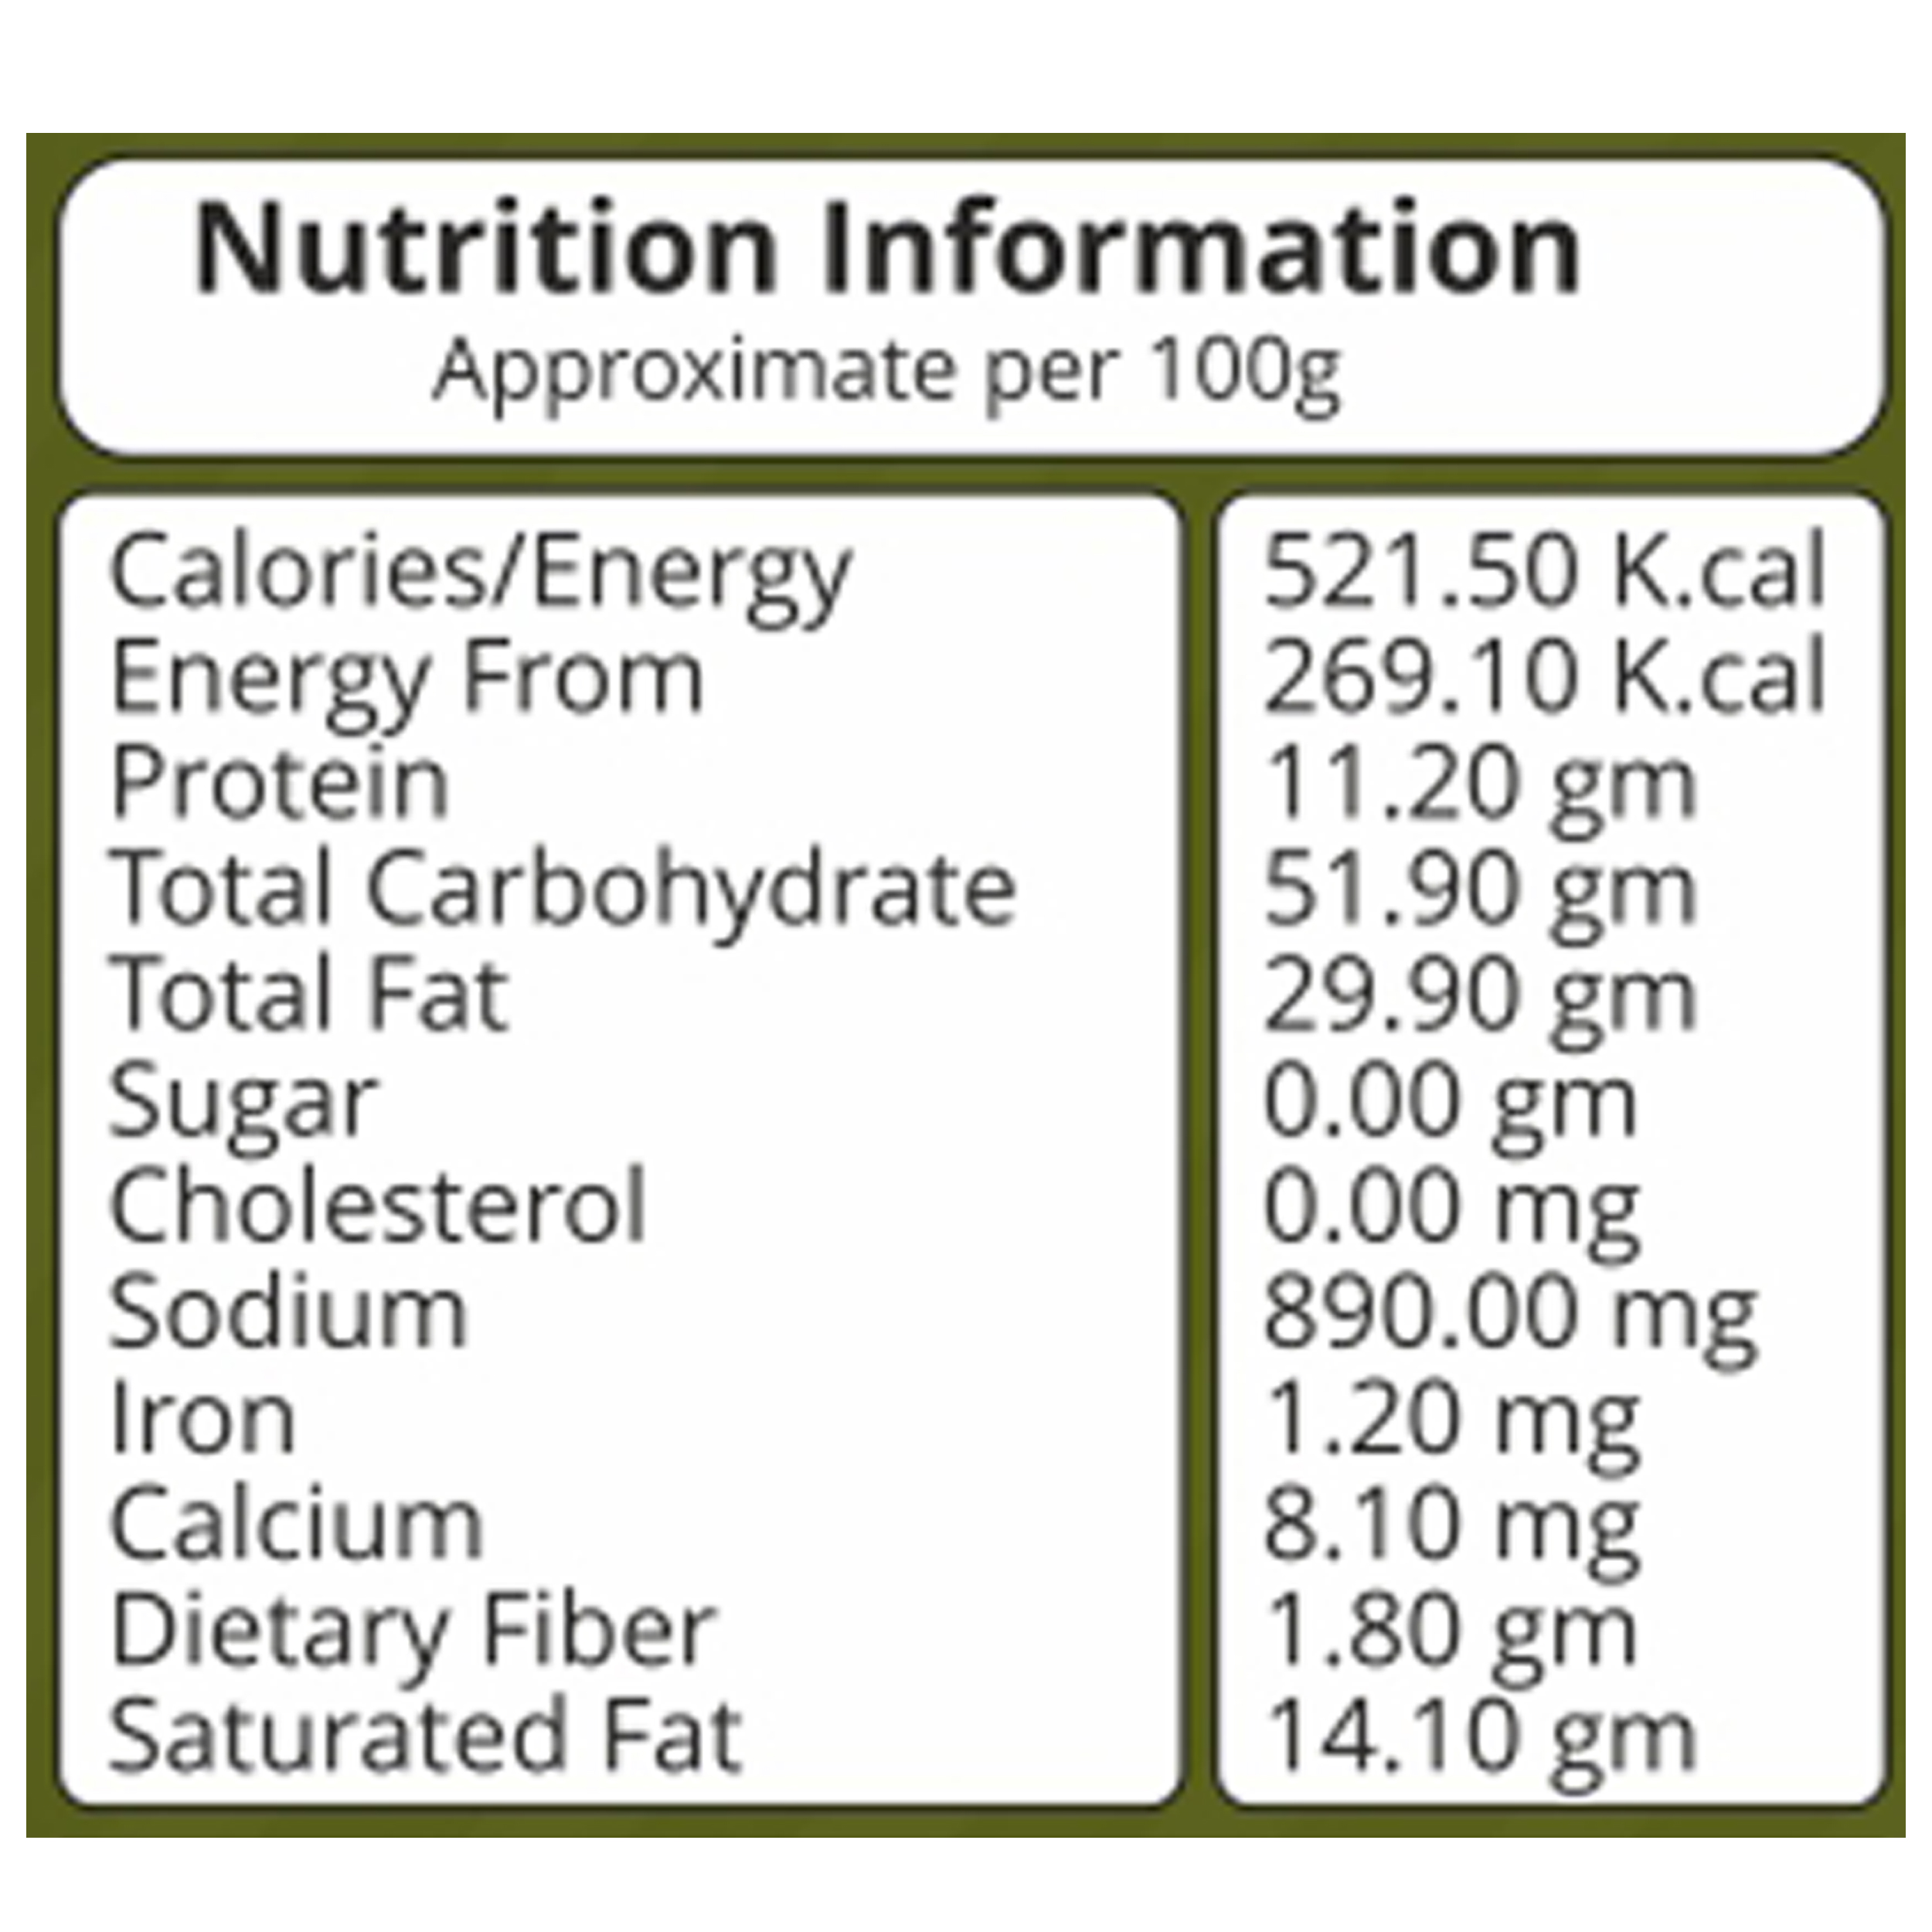 Nutrition Information
Approximate per 100g
Calories/Energy 521.50 K.cal
Energy From 269.10 K.cal
Protein 11.20 gm
Total Carbohydrate 51.90 gm
Total Fat 29.90 gm
Sugar 0.00 gm
Cholesterol 0.00 mg
Sodium 890.00 mg
Iron 1.20 mg
Calcium 8.10 mg
Dietary Fiber 1.80 gm
Saturated Fat 14.10 gm